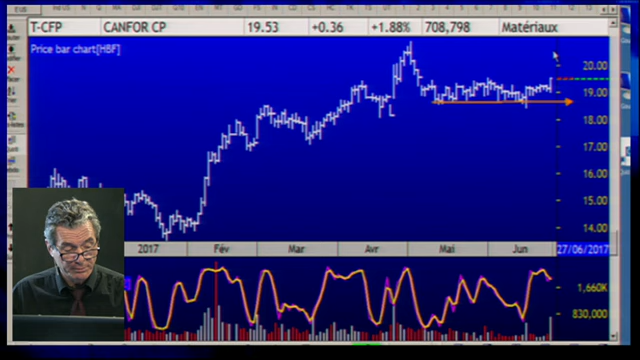 T-CFP CANFOR CP 19.53 +0.36 +1.88% 708,798 Matériaux
Price bar chart[HBF]
20.00
19.00
18.00
17.00
16.00
15.00
14.00
2017 Fév Mar Avr Mai Jun 27/06/2017
1,660K
830,000